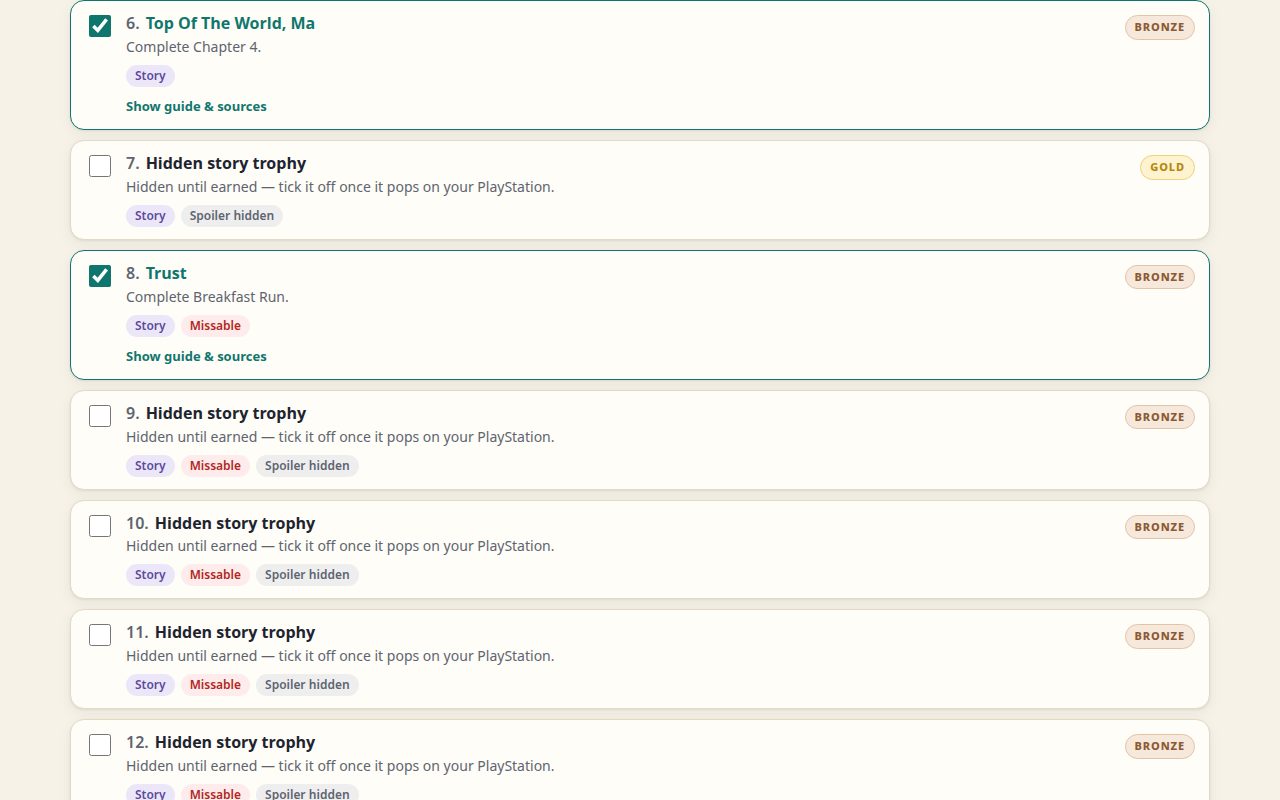 6. Top Of The World, Ma
BRONZE
Complete Chapter 4.
Story
Show guide & sources
7. Hidden story trophy
GOLD
Hidden until earned — tick it off once it pops on your PlayStation.
Story Spoiler hidden
8. Trust
BRONZE
Complete Breakfast Run.
Story Missable
Show guide & sources
9. Hidden story trophy
BRONZE
Hidden until earned — tick it off once it pops on your PlayStation.
Story Missable Spoiler hidden
10. Hidden story trophy
BRONZE
Hidden until earned — tick it off once it pops on your PlayStation.
Story Missable Spoiler hidden
11. Hidden story trophy
BRONZE
Hidden until earned — tick it off once it pops on your PlayStation.
Story Missable Spoiler hidden
12. Hidden story trophy
BRONZE
Hidden until earned — tick it off once it pops on your PlayStation.
Story Missable Spoiler hidden